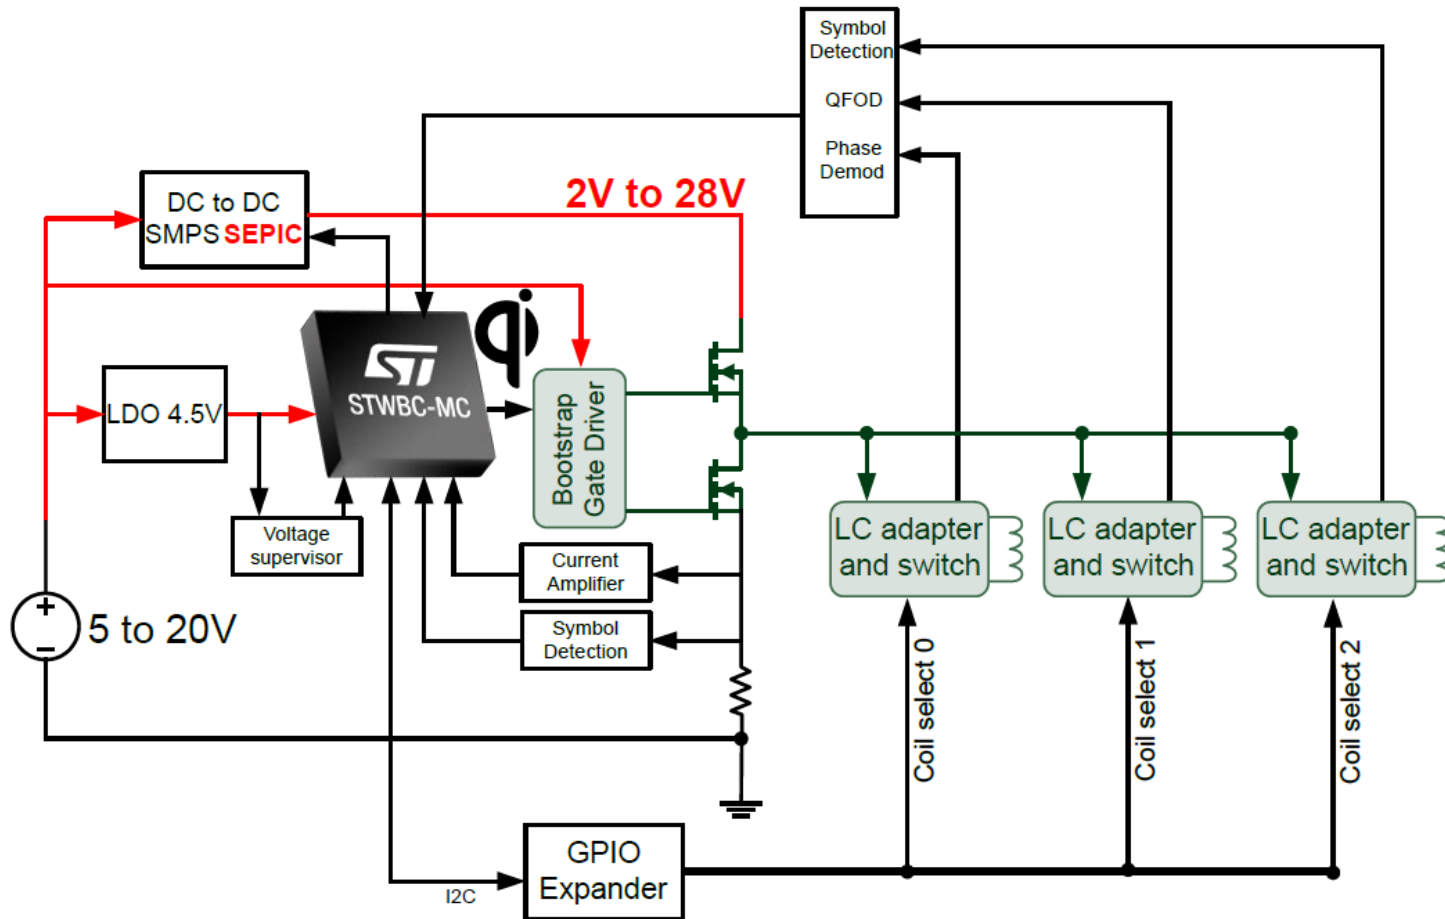 Symbol
Detection
QFOD
Phase
Demod
DC to DC
SMPS SEPIC
2V to 28V
qi
ST
STWBC-MC
LDO 4.5V
Bootstrap
Gate Driver
Voltage
supervisor
Current
Amplifier
Symbol
Detection
LC adapter
and switch
LC adapter
and switch
LC adapter
and switch
+
5 to 20V
−
Coil select 0
Coil select 1
Coil select 2
GPIO
Expander
I2C